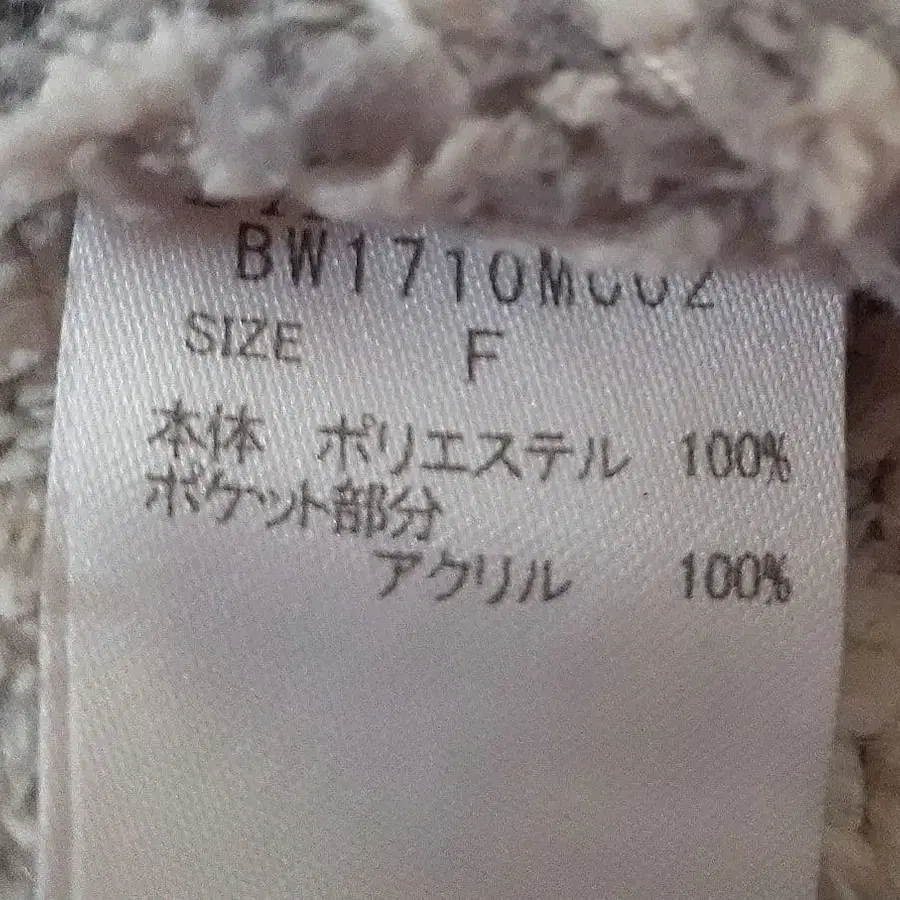 BW1710M002
SIZE F
本体 ポリエステル 100%
ポケット部分
アクリル 100%